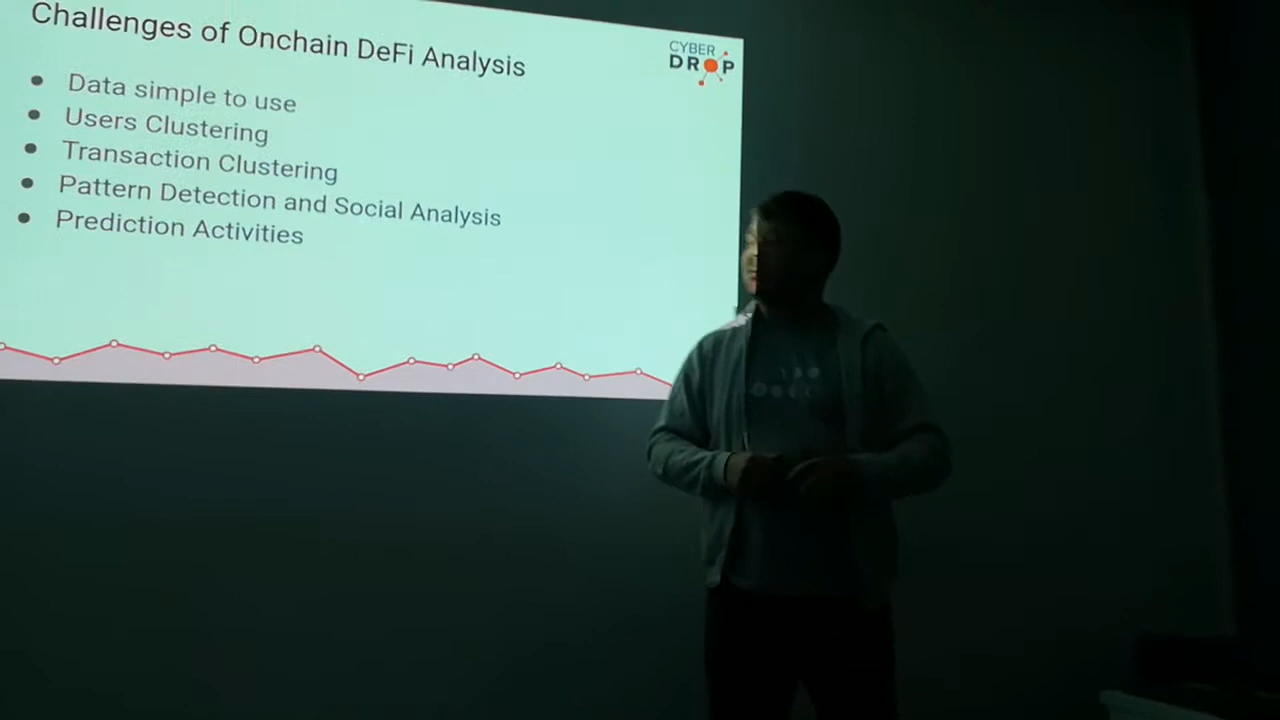 Challenges of Onchain DeFi Analysis
CYBER
DROP
● Data simple to use
● Users Clustering
● Transaction Clustering
● Pattern Detection and Social Analysis
● Prediction Activities